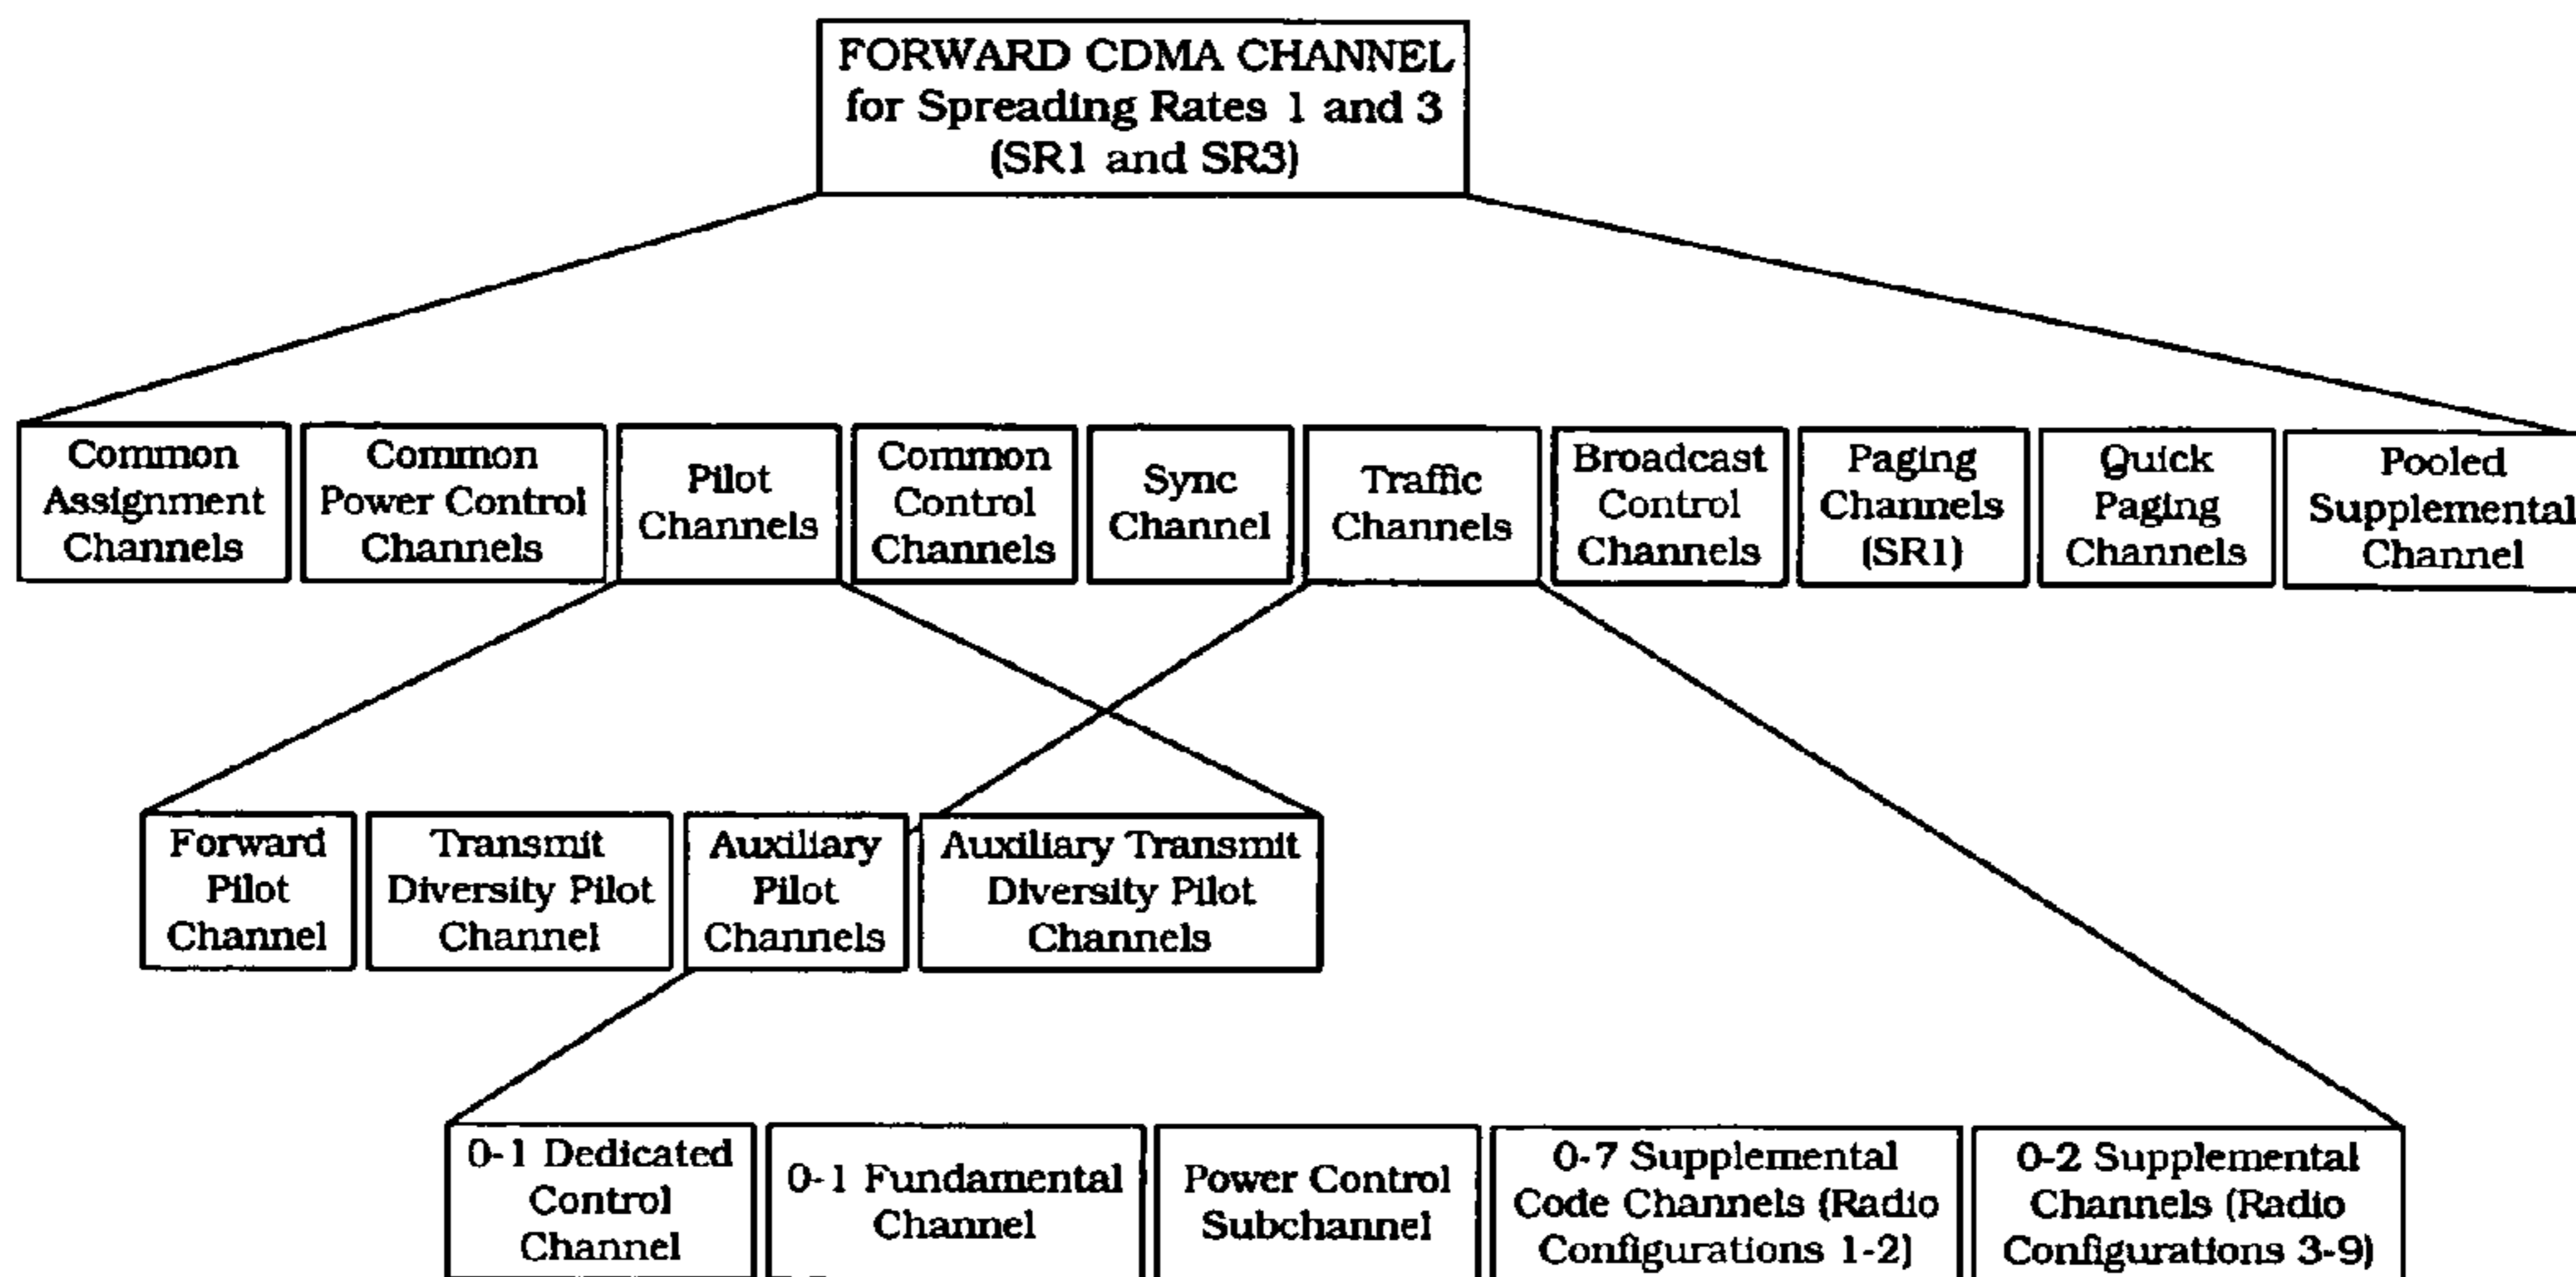 FORWARD CDMA CHANNEL
for Spreading Rates 1 and 3
(SR1 and SR3)
Common
Assignment
Channels
Common
Power Control
Channels
Pilot
Channels
Common
Control
Channels
Sync
Channel
Traffic
Channels
Broadcast
Control
Channels
Paging
Channels
(SR1)
Quick
Paging
Channels
Pooled
Supplemental
Channel
Forward
Pilot
Channel
Transmit
Diversity Pilot
Channel
Auxiliary
Pilot
Channels
Auxiliary Transmit
Diversity Pilot
Channels
0-1 Dedicated
Control
Channel
0-1 Fundamental
Channel
Power Control
Subchannel
0-7 Supplemental
Code Channels (Radio
Configurations 1-2)
0-2 Supplemental
Channels (Radio
Configurations 3-9)